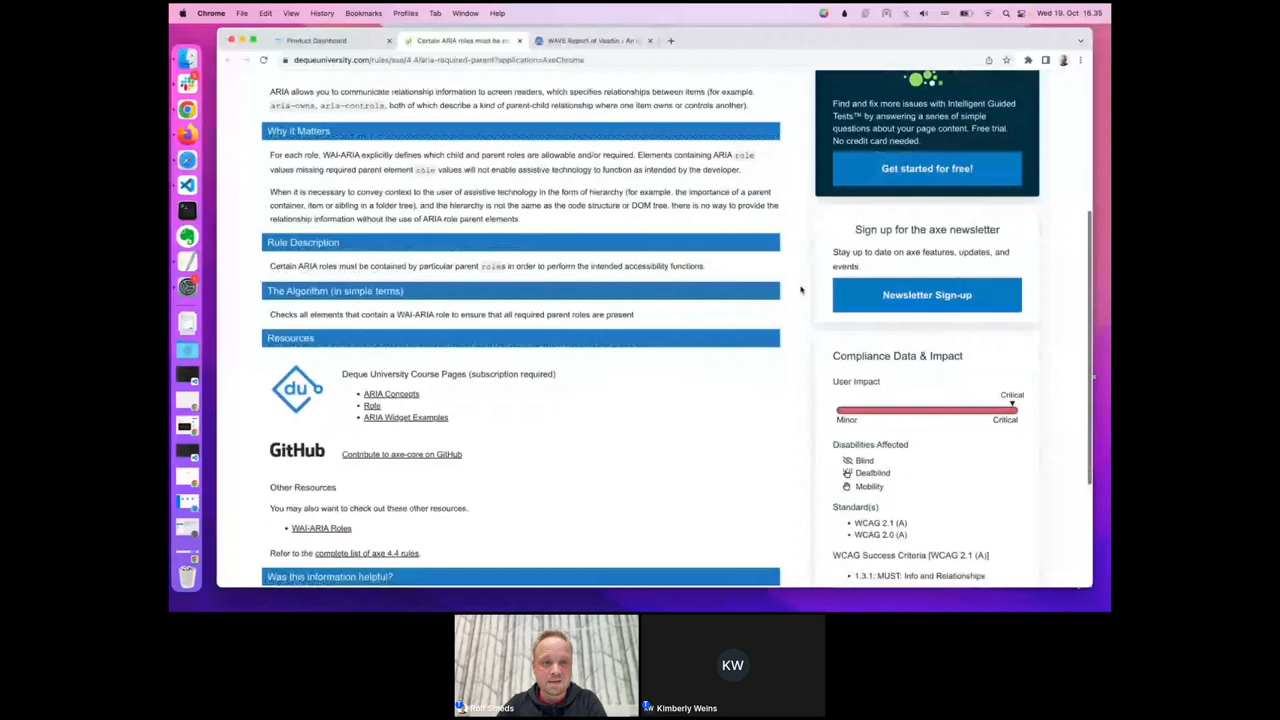 Chrome File Edit View History Bookmarks Profiles Tab Window Help
Wed 19. Oct 16.35
Product Dashboard
Certain ARIA roles must be c
WAVE Report of Vaadin - An o
dequeuniversity.com/rules/axe/4.4/aria-required-parent?application=AxeChrome
ARIA allows you to communicate relationship information to screen readers, which specifies relationships between items (for example,
aria-owns, aria-controls, both of which describe a kind of parent-child relationship where one item owns or controls another).
Why it Matters
For each role, WAI-ARIA explicitly defines which child and parent roles are allowable and/or required. Elements containing ARIA role
values missing required parent element role values will not enable assistive technology to function as intended by the developer.
When it is necessary to convey context to the user of assistive technology in the form of hierarchy (for example, the importance of a parent
container, item or sibling in a folder tree), and the hierarchy is not the same as the code structure or DOM tree, there is no way to provide the
relationship information without the use of ARIA role parent elements.
Rule Description
Certain ARIA roles must be contained by particular parent roles in order to perform the intended accessibility functions.
The Algorithm (in simple terms)
Checks all elements that contain a WAI-ARIA role to ensure that all required parent roles are present
Resources
du
Deque University Course Pages (subscription required)
• ARIA Concepts
• Role
• ARIA Widget Examples
GitHub
Contribute to axe-core on GitHub
Other Resources
You may also want to check out these other resources.
• WAI-ARIA Roles
Refer to the complete list of axe 4.4 rules.
Was this information helpful?
Find and fix more issues with Intelligent Guided
Tests™ by answering a series of simple
questions about your page content. Free trial.
No credit card needed.
Get started for free!
Sign up for the axe newsletter
Stay up to date on axe features, updates, and
events.
Newsletter Sign-up
Compliance Data & Impact
User Impact
Critical
Minor Critical
Disabilities Affected
Blind
Deafblind
Mobility
Standard(s)
• WCAG 2.1 (A)
• WCAG 2.0 (A)
WCAG Success Criteria [WCAG 2.1 (A)]
• 1.3.1: MUST: Info and Relationships
KW
Rolf Smeds
Kimberly Weins